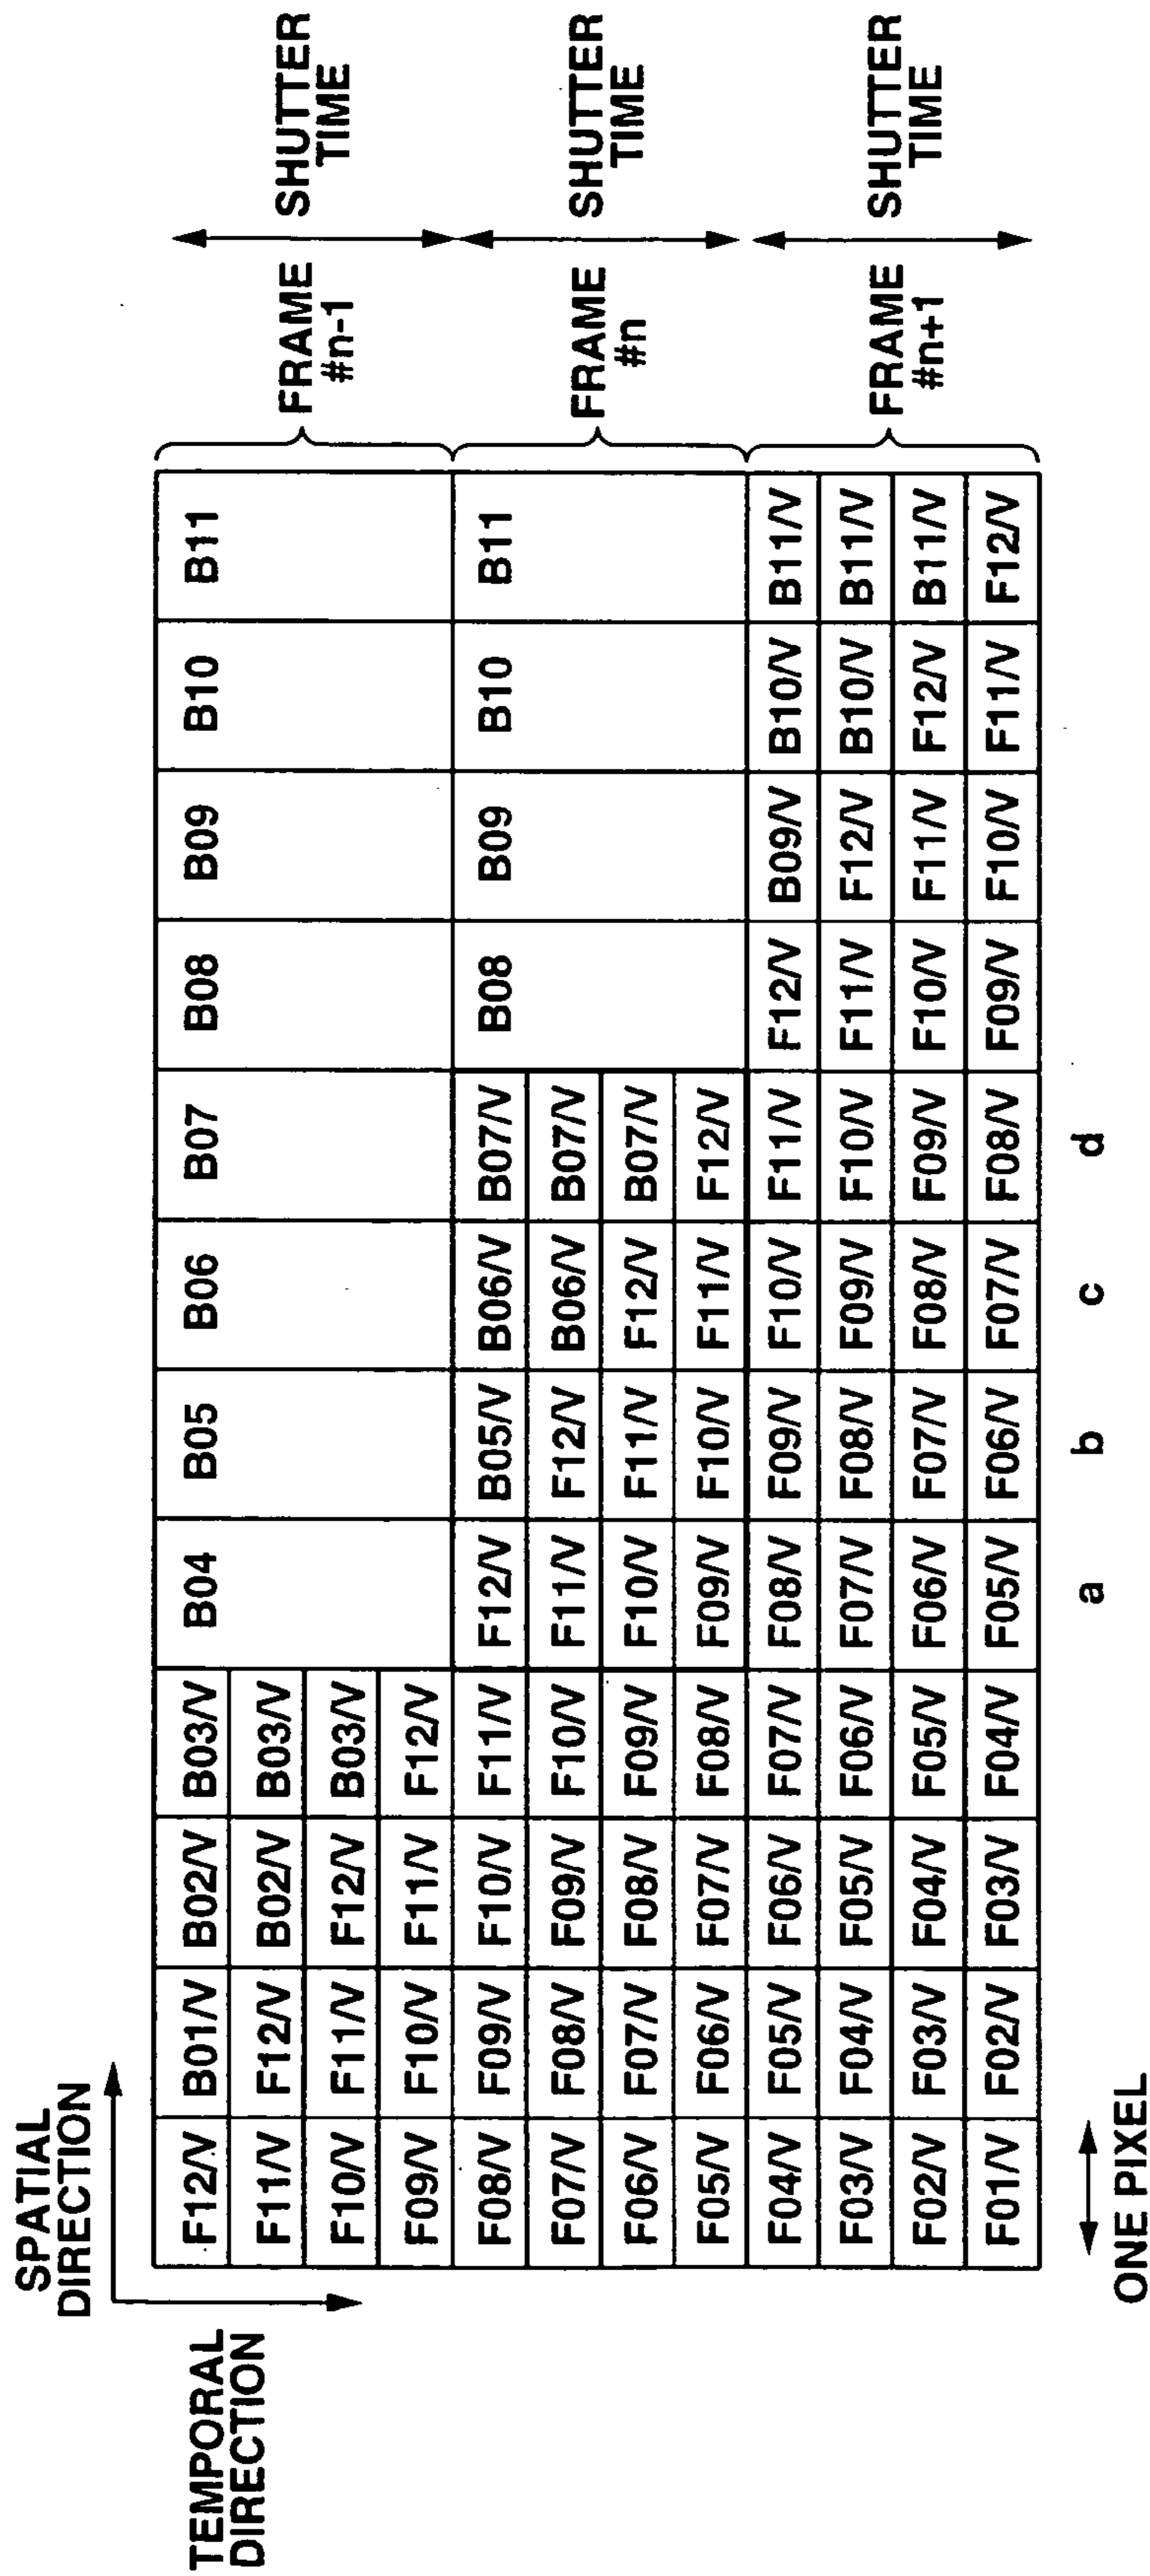 SPATIAL
DIRECTION
TEMPORAL
DIRECTION
F12/V B01/V B02/V B03/V B04 B05 B06 B07 B08 B09 B10 B11
F11/V F12/V B02/V B03/V
F10/V F11/V F12/V B03/V
F09/V F10/V F11/V F12/V
FRAME
#n-1
SHUTTER
TIME
F08/V F09/V F10/V F11/V F12/V B05/V B06/V B07/V B08 B09 B10 B11
F07/V F08/V F09/V F10/V F11/V F12/V B06/V B07/V
F06/V F07/V F08/V F09/V F10/V F11/V F12/V B07/V
F05/V F06/V F07/V F08/V F09/V F10/V F11/V F12/V
FRAME
#n
SHUTTER
TIME
F04/V F05/V F06/V F07/V F08/V F09/V F10/V F11/V F12/V B09/V B10/V B11/V
F03/V F04/V F05/V F06/V F07/V F08/V F09/V F10/V F11/V F12/V B10/V B11/V
F02/V F03/V F04/V F05/V F06/V F07/V F08/V F09/V F10/V F11/V F12/V B11/V
F01/V F02/V F03/V F04/V F05/V F06/V F07/V F08/V F09/V F10/V F11/V F12/V
FRAME
#n+1
SHUTTER
TIME
a b c d
ONE PIXEL